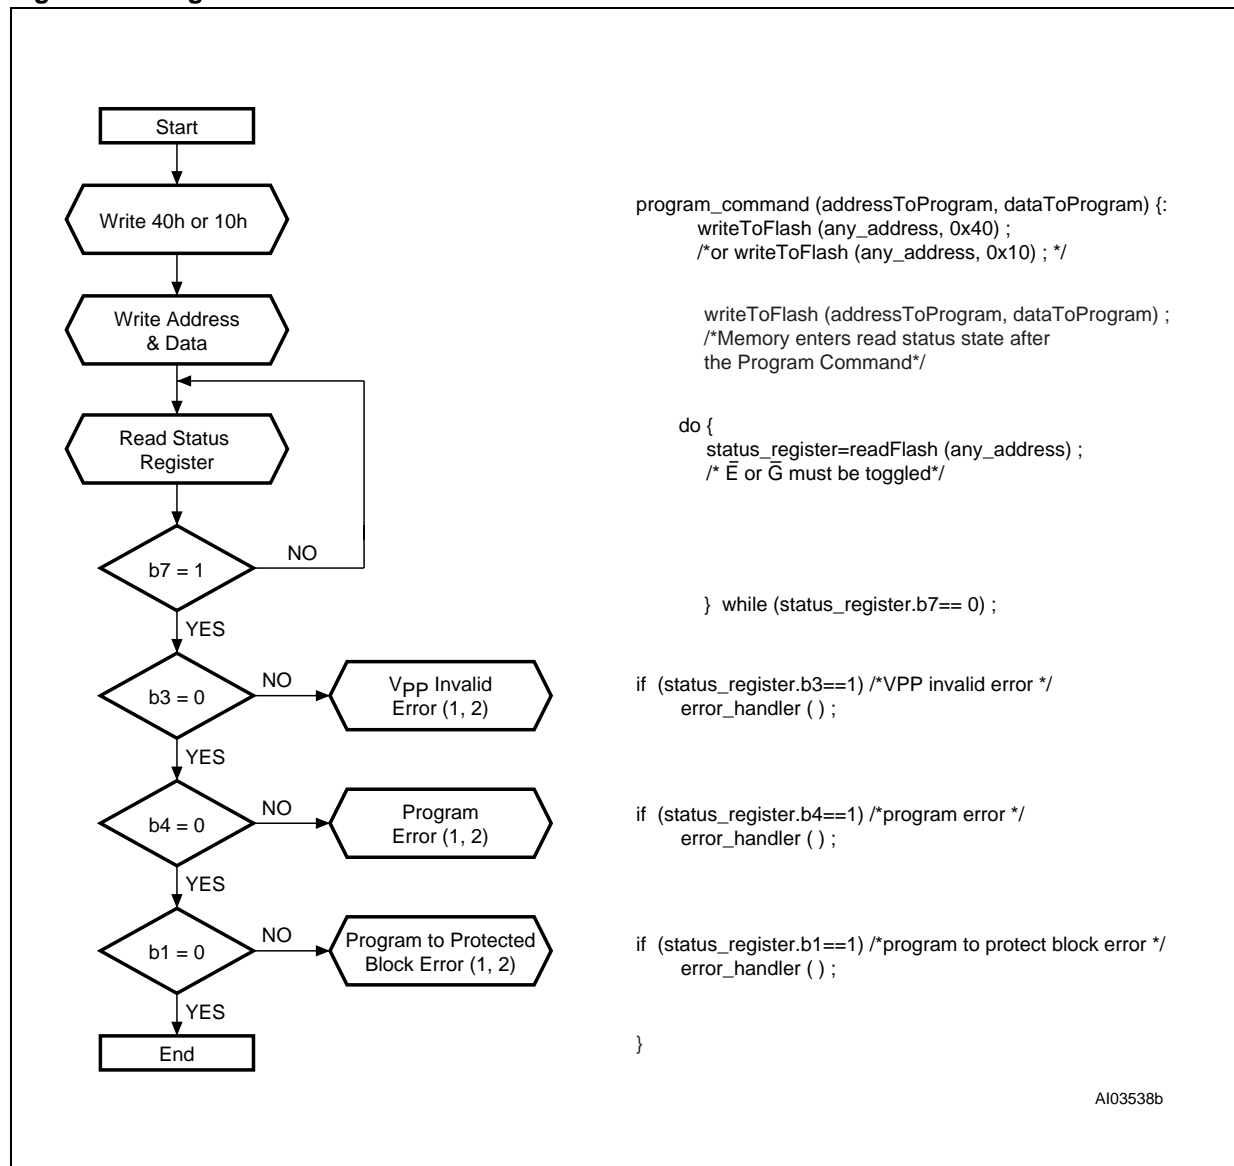 Start
Write 40h or 10h
Write Address
& Data
Read Status
Register
b7 = 1
NO
YES
b3 = 0
NO
VPP Invalid
Error (1, 2)
YES
b4 = 0
NO
Program
Error (1, 2)
YES
b1 = 0
NO
Program to Protected
Block Error (1, 2)
YES
End
program_command (addressToProgram, dataToProgram) {:
writeToFlash (any_address, 0x40) ;
/*or writeToFlash (any_address, 0x10) ; */
writeToFlash (addressToProgram, dataToProgram) ;
/*Memory enters read status state after
the Program Command*/
do {
status_register=readFlash (any_address) ;
/* E̅ or G̅ must be toggled*/
} while (status_register.b7== 0) ;
if (status_register.b3==1) /*VPP invalid error */
error_handler ( ) ;
if (status_register.b4==1) /*program error */
error_handler ( ) ;
if (status_register.b1==1) /*program to protect block error */
error_handler ( ) ;
}
AI03538b